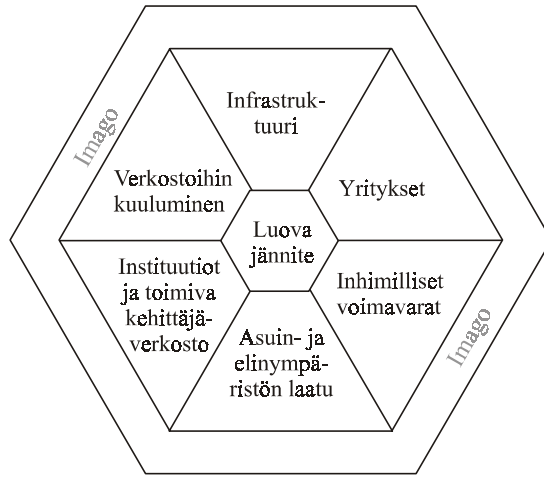 Imago
Infrastruk-
tuuri
Verkostoihin
kuuluminen
Yritykset
Luova
jännite
Instituutiot
ja toimiva
kehittäjä-
verkosto
Inhimilliset
voimavarat
Asuin- ja
elinympä-
ristön laatu
Imago